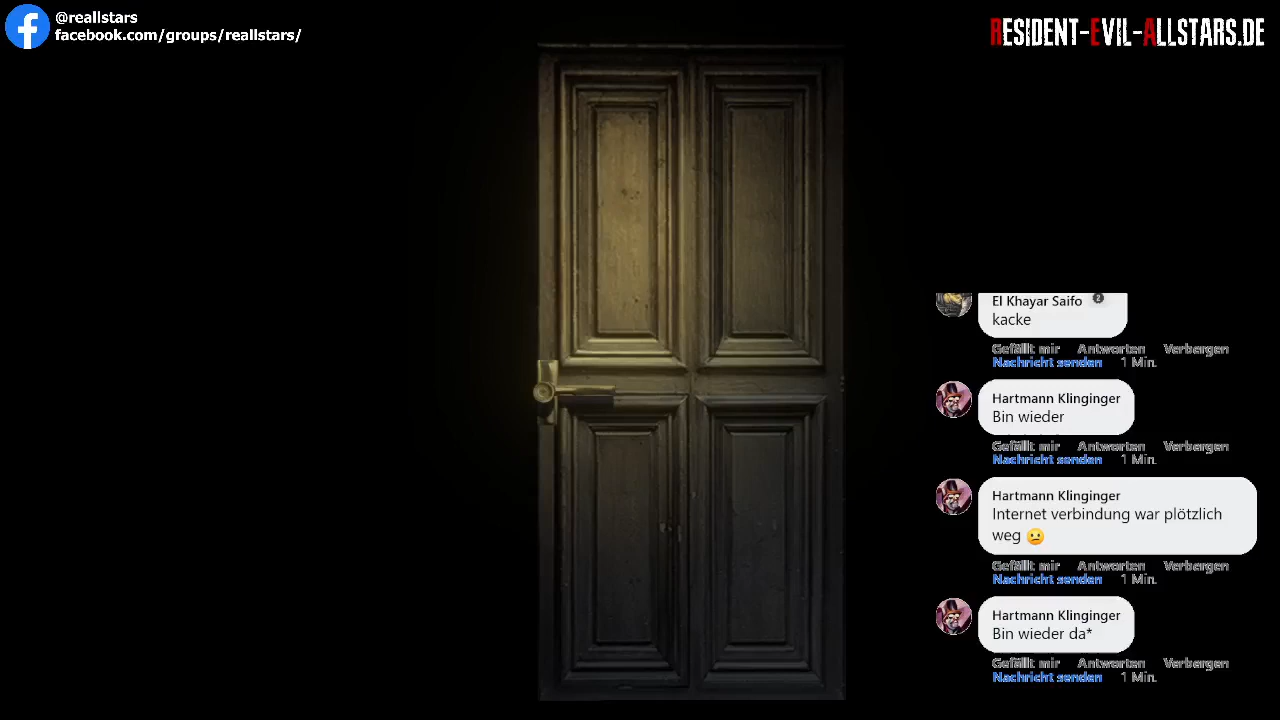 @reallstars
facebook.com/groups/reallstars/
RESIDENT-EVIL-ALLSTARS.DE
El Khayar Saifo 2
kacke
Gefällt mir Antworten Verbergen
Nachricht senden 1 Min.
Hartmann Klinginger
Bin wieder
Gefällt mir Antworten Verbergen
Nachricht senden 1 Min.
Hartmann Klinginger
Internet verbindung war plötzlich
weg 😕
Gefällt mir Antworten Verbergen
Nachricht senden 1 Min.
Hartmann Klinginger
Bin wieder da*
Gefällt mir Antworten Verbergen
Nachricht senden 1 Min.